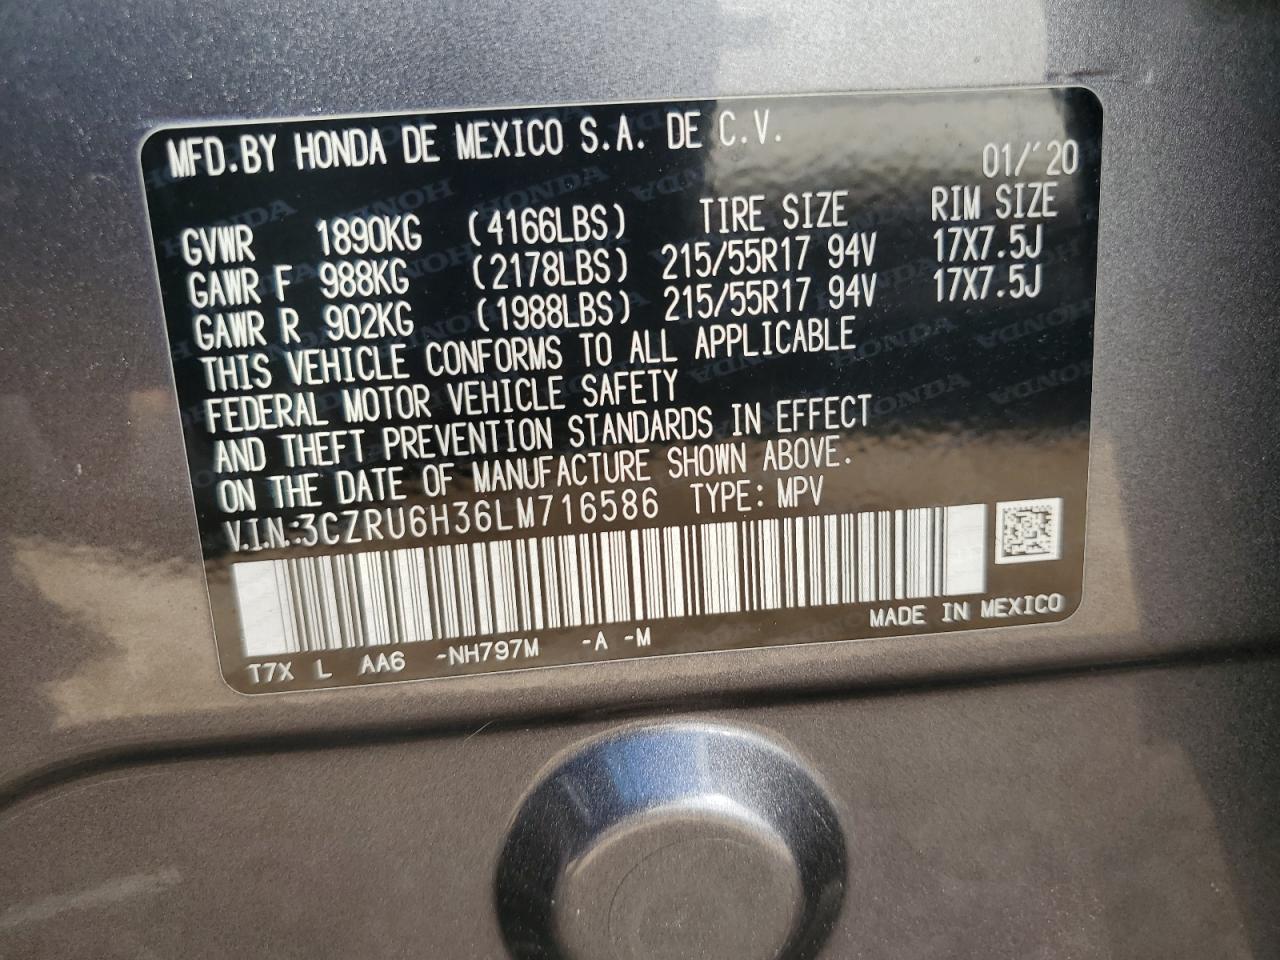 MFD.BY HONDA DE MEXICO S.A. DE C.V.
01/'20
GVWR 1890KG (4166LBS) TIRE SIZE RIM SIZE
GAWR F 988KG (2178LBS) 215/55R17 94V 17X7.5J
GAWR R 902KG (1988LBS) 215/55R17 94V 17X7.5J
THIS VEHICLE CONFORMS TO ALL APPLICABLE
FEDERAL MOTOR VEHICLE SAFETY
AND THEFT PREVENTION STANDARDS IN EFFECT
ON THE DATE OF MANUFACTURE SHOWN ABOVE.
V.I.N.:3CZRU6H36LM716586 TYPE: MPV
MADE IN MEXICO
T7X L AA6 -NH797M -A -M